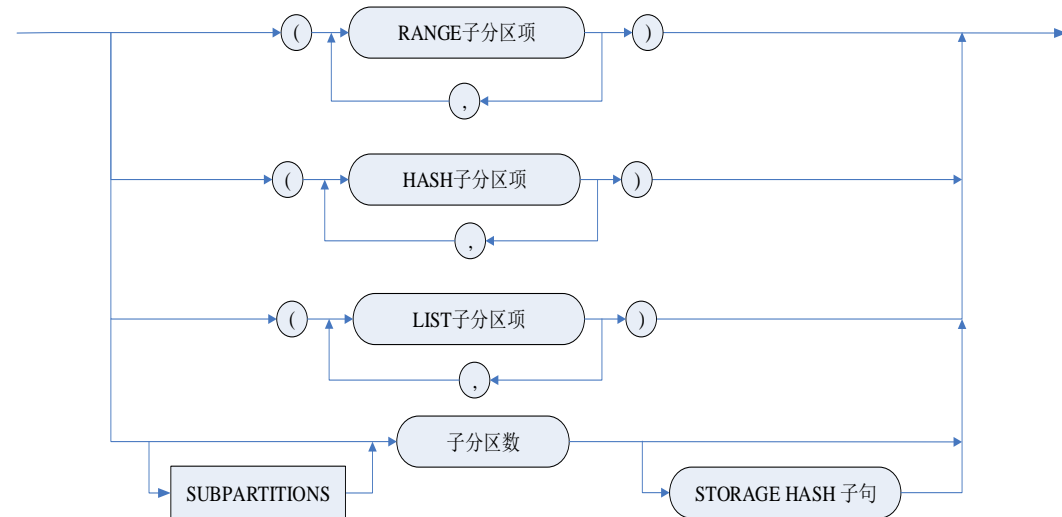 ( RANGE子分区项 )
,
( HASH子分区项 )
,
( LIST子分区项 )
,
子分区数
SUBPARTITIONS
STORAGE HASH 子句